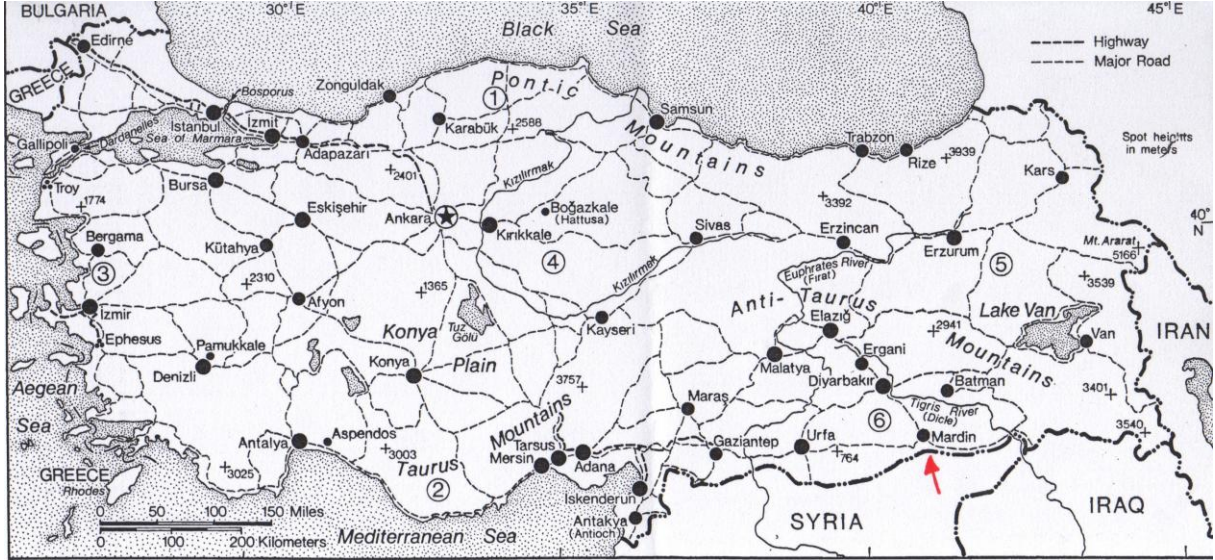 30°E
35°E
40°E
45°E
BULGARIA
Edirne
Black Sea
Highway
Major Road
GREECE
Bosporus
Zonguldak
Pontic
①
Istanbul
İzmit
Karabük
2588
Samsun
Dardanelles
Sea of Marmara
Gallipoli
Adapazarı
Mountains
Trabzon
Rize
3939
Spot heights
in meters
Troy
1774
Bursa
2401
Kızılırmak
Kars
Ankara
Boğazkale
(Hattusa)
3392
40°
N
Eskişehir
Kırıkkale
Sivas
Erzincan
Erzurum
Bergama
Kütahya
④
Mt. Ararat
5166
③
Euphrates River
(Fırat)
⑤
2310
1365
Kızılırmak
3539
İzmir
Afyon
Anti-Taurus
Lake Van
Konya
Tuz
Gölü
Kayseri
Elazığ
2941
IRAN
Ephesus
Van
Pamukkale
Ergani
Mountains
Konya
Plain
Malatya
Denizli
3757
Diyarbakır
Batman
3401
Aegean
Sea
Mountains
Maraş
Tigris River
(Dicle)
⑥
3540
Antalya
Aspendos
Tarsus
Gaziantep
Urfa
Mardin
3003
Mersin
Adana
764
GREECE
3025
Taurus
Rhodes
②
İskenderun
0 50 100 150 Miles
SYRIA
IRAQ
0 100 200 Kilometers
Antakya
(Antioch)
Mediterranean Sea